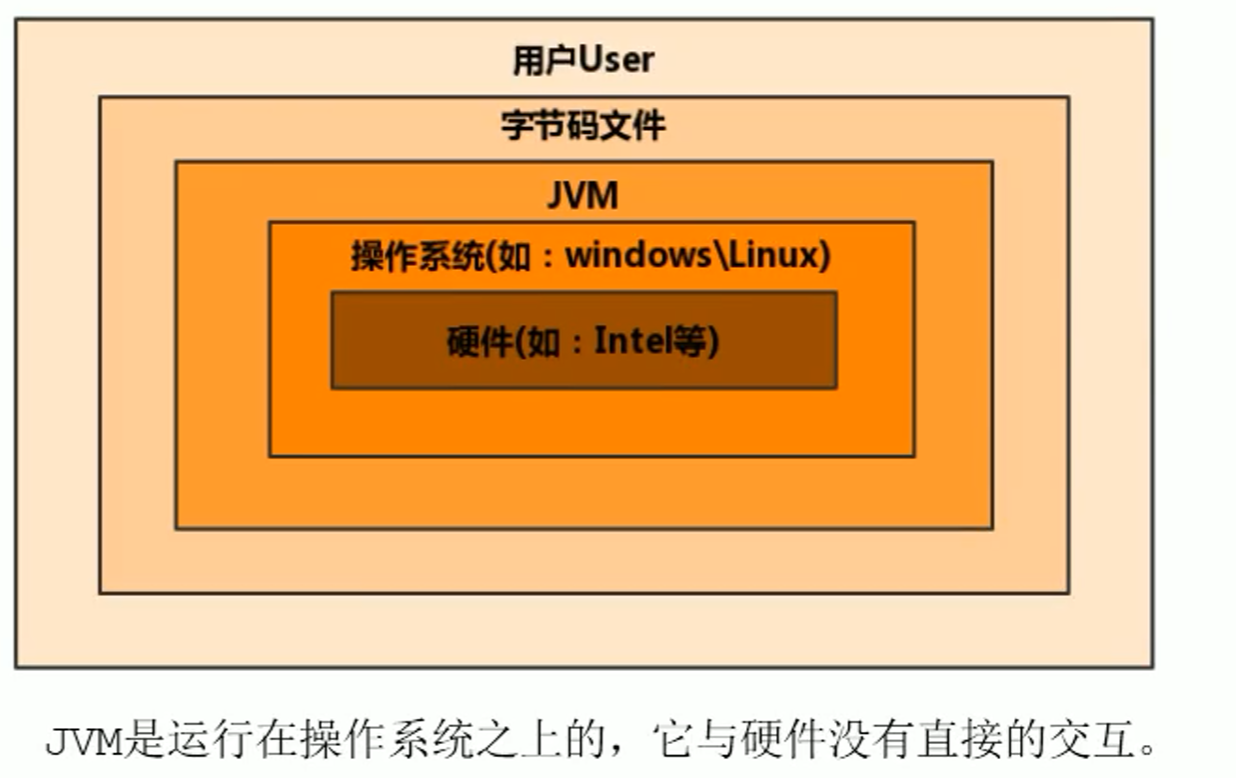 用户User
字节码文件
JVM
操作系统(如：windows\Linux)
硬件(如：Intel等)
JVM是运行在操作系统之上的，它与硬件没有直接的交互。